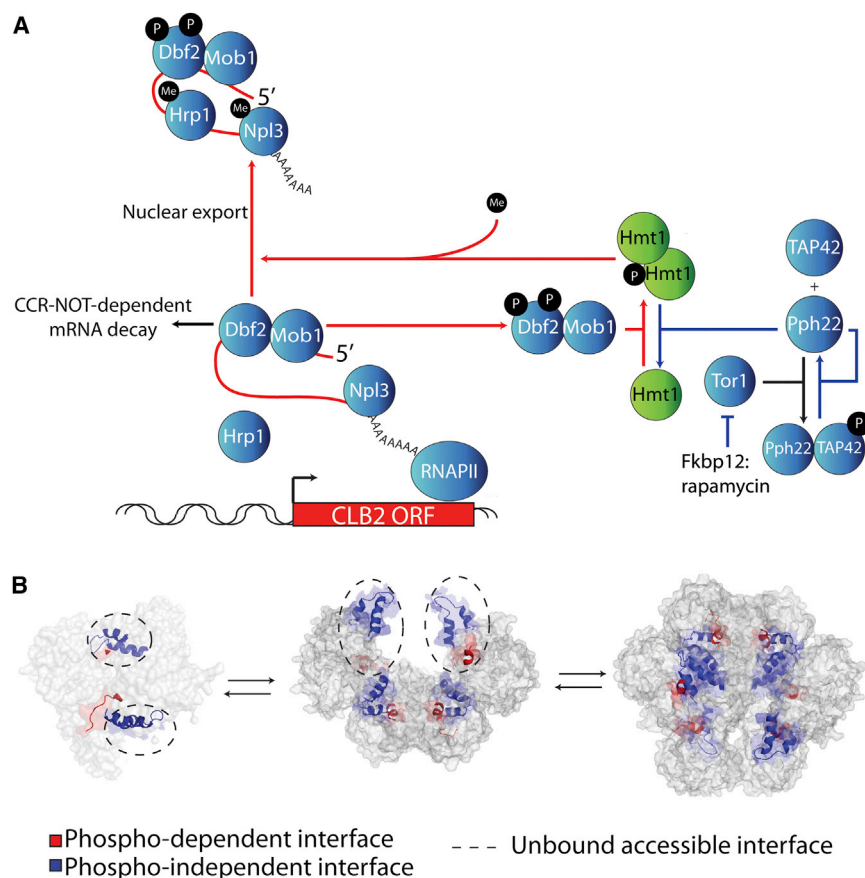 A
P
P
Dbf2
Mob1
5'
Me
Hrp1
Me
Npl3
AAAAAAA
Nuclear export
Me
Hmt1
P
Hmt1
TAP42
+
CCR-NOT-dependent
mRNA decay
Dbf2
Mob1
5'
P
P
Dbf2
Mob1
Pph22
Npl3
Hmt1
Tor1
P
Hrp1
AAAAAAAA
RNAPII
Pph22
TAP42
Fkbp12:
rapamycin
CLB2 ORF
B
Phospho-dependent interface
Unbound accessible interface
Phospho-independent interface